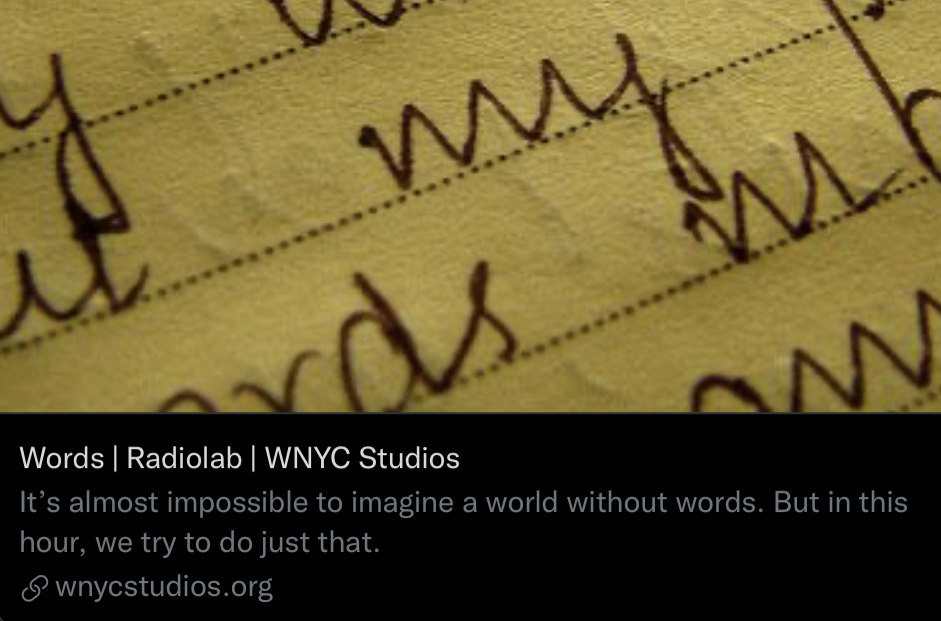 my
Words | Radiolab | WNYC Studios
It’s almost impossible to imagine a world without words. But in this
hour, we try to do just that.
wnycstudios.org